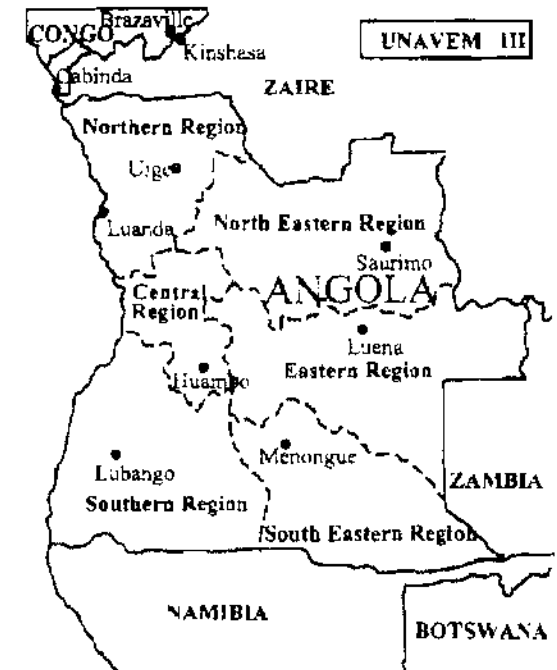 Brazaville
CONGO
UNAVEM III
Kinshasa
Cabinda
ZAIRE
Northern Region
Uige
Luanda
North Eastern Region
Saurimo
Central
Region
ANGOLA
Luena
Huambo
Eastern Region
Menongue
Lubango
ZAMBIA
Southern Region
South Eastern Region
NAMIBIA
BOTSWANA